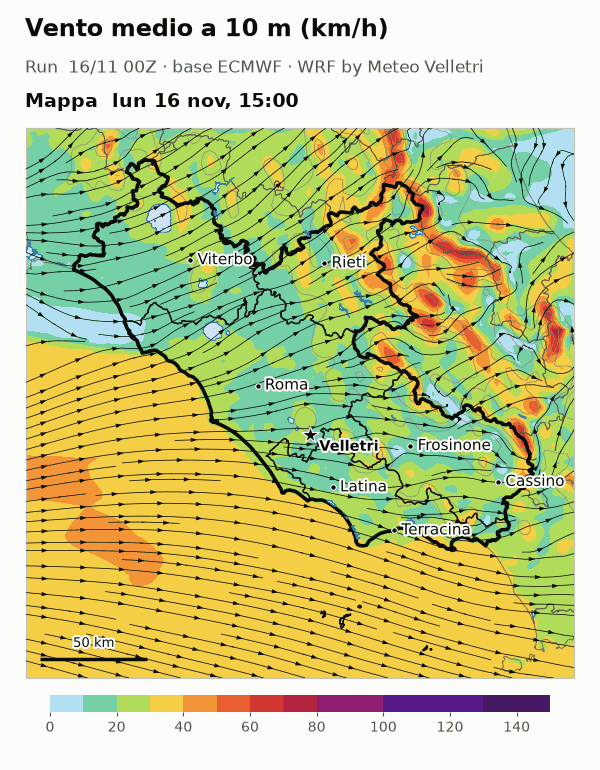 Vento medio a 10 m (km/h)
Run  16/11 00Z · base ECMWF · WRF by Meteo Velletri
Mappa  lun 16 nov, 15:00
Viterbo
Rieti
Roma
Velletri
Frosinone
Latina
Cassino
Terracina
50 km
0 20 40 60 80 100 120 140